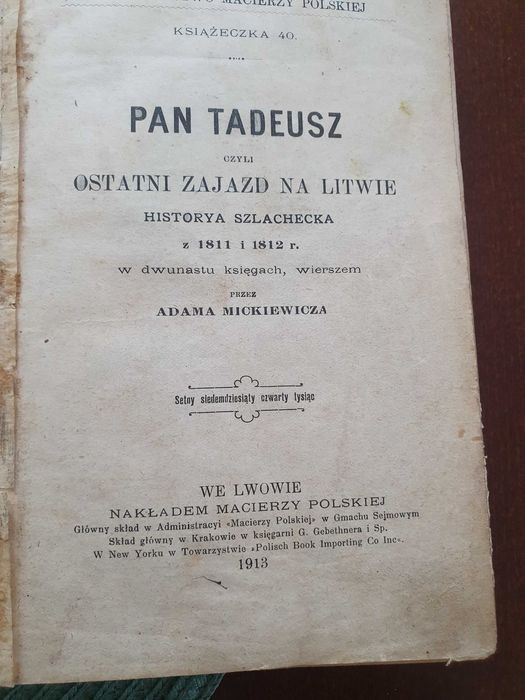 MACIERZY POLSKIEJ
KSIĄŻECZKA 40.
PAN TADEUSZ
CZYLI
OSTATNI ZAJAZD NA LITWIE
HISTORYA SZLACHECKA
z 1811 i 1812 r.
w dwunastu księgach, wierszem
PRZEZ
ADAMA MICKIEWICZA
Setny siedemdziesiąty czwarty tysiąc
WE LWOWIE
NAKŁADEM MACIERZY POLSKIEJ
Główny skład w Administracyi «Macierzy Polskiej» w Gmachu Sejmowym
Skład główny w Krakowie w księgarni G. Gebethnera i Sp.
W New Yorku w Towarzystwie »Polisch Book Importing Co Inc«.
1913